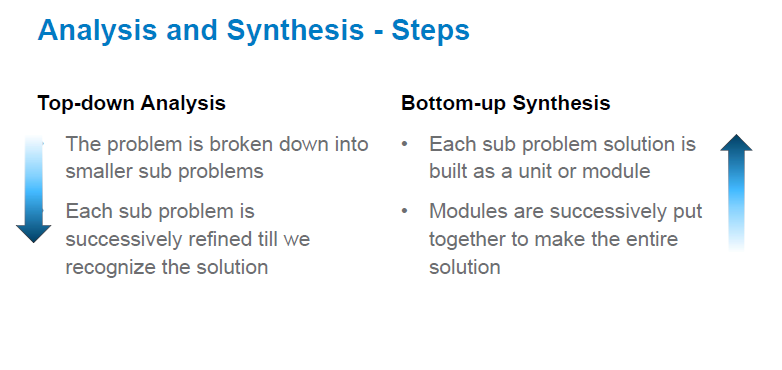 Analysis and Synthesis - Steps
Top-down Analysis
• The problem is broken down into
smaller sub problems
• Each sub problem is
successively refined till we
recognize the solution
Bottom-up Synthesis
• Each sub problem solution is
built as a unit or module
• Modules are successively put
together to make the entire
solution